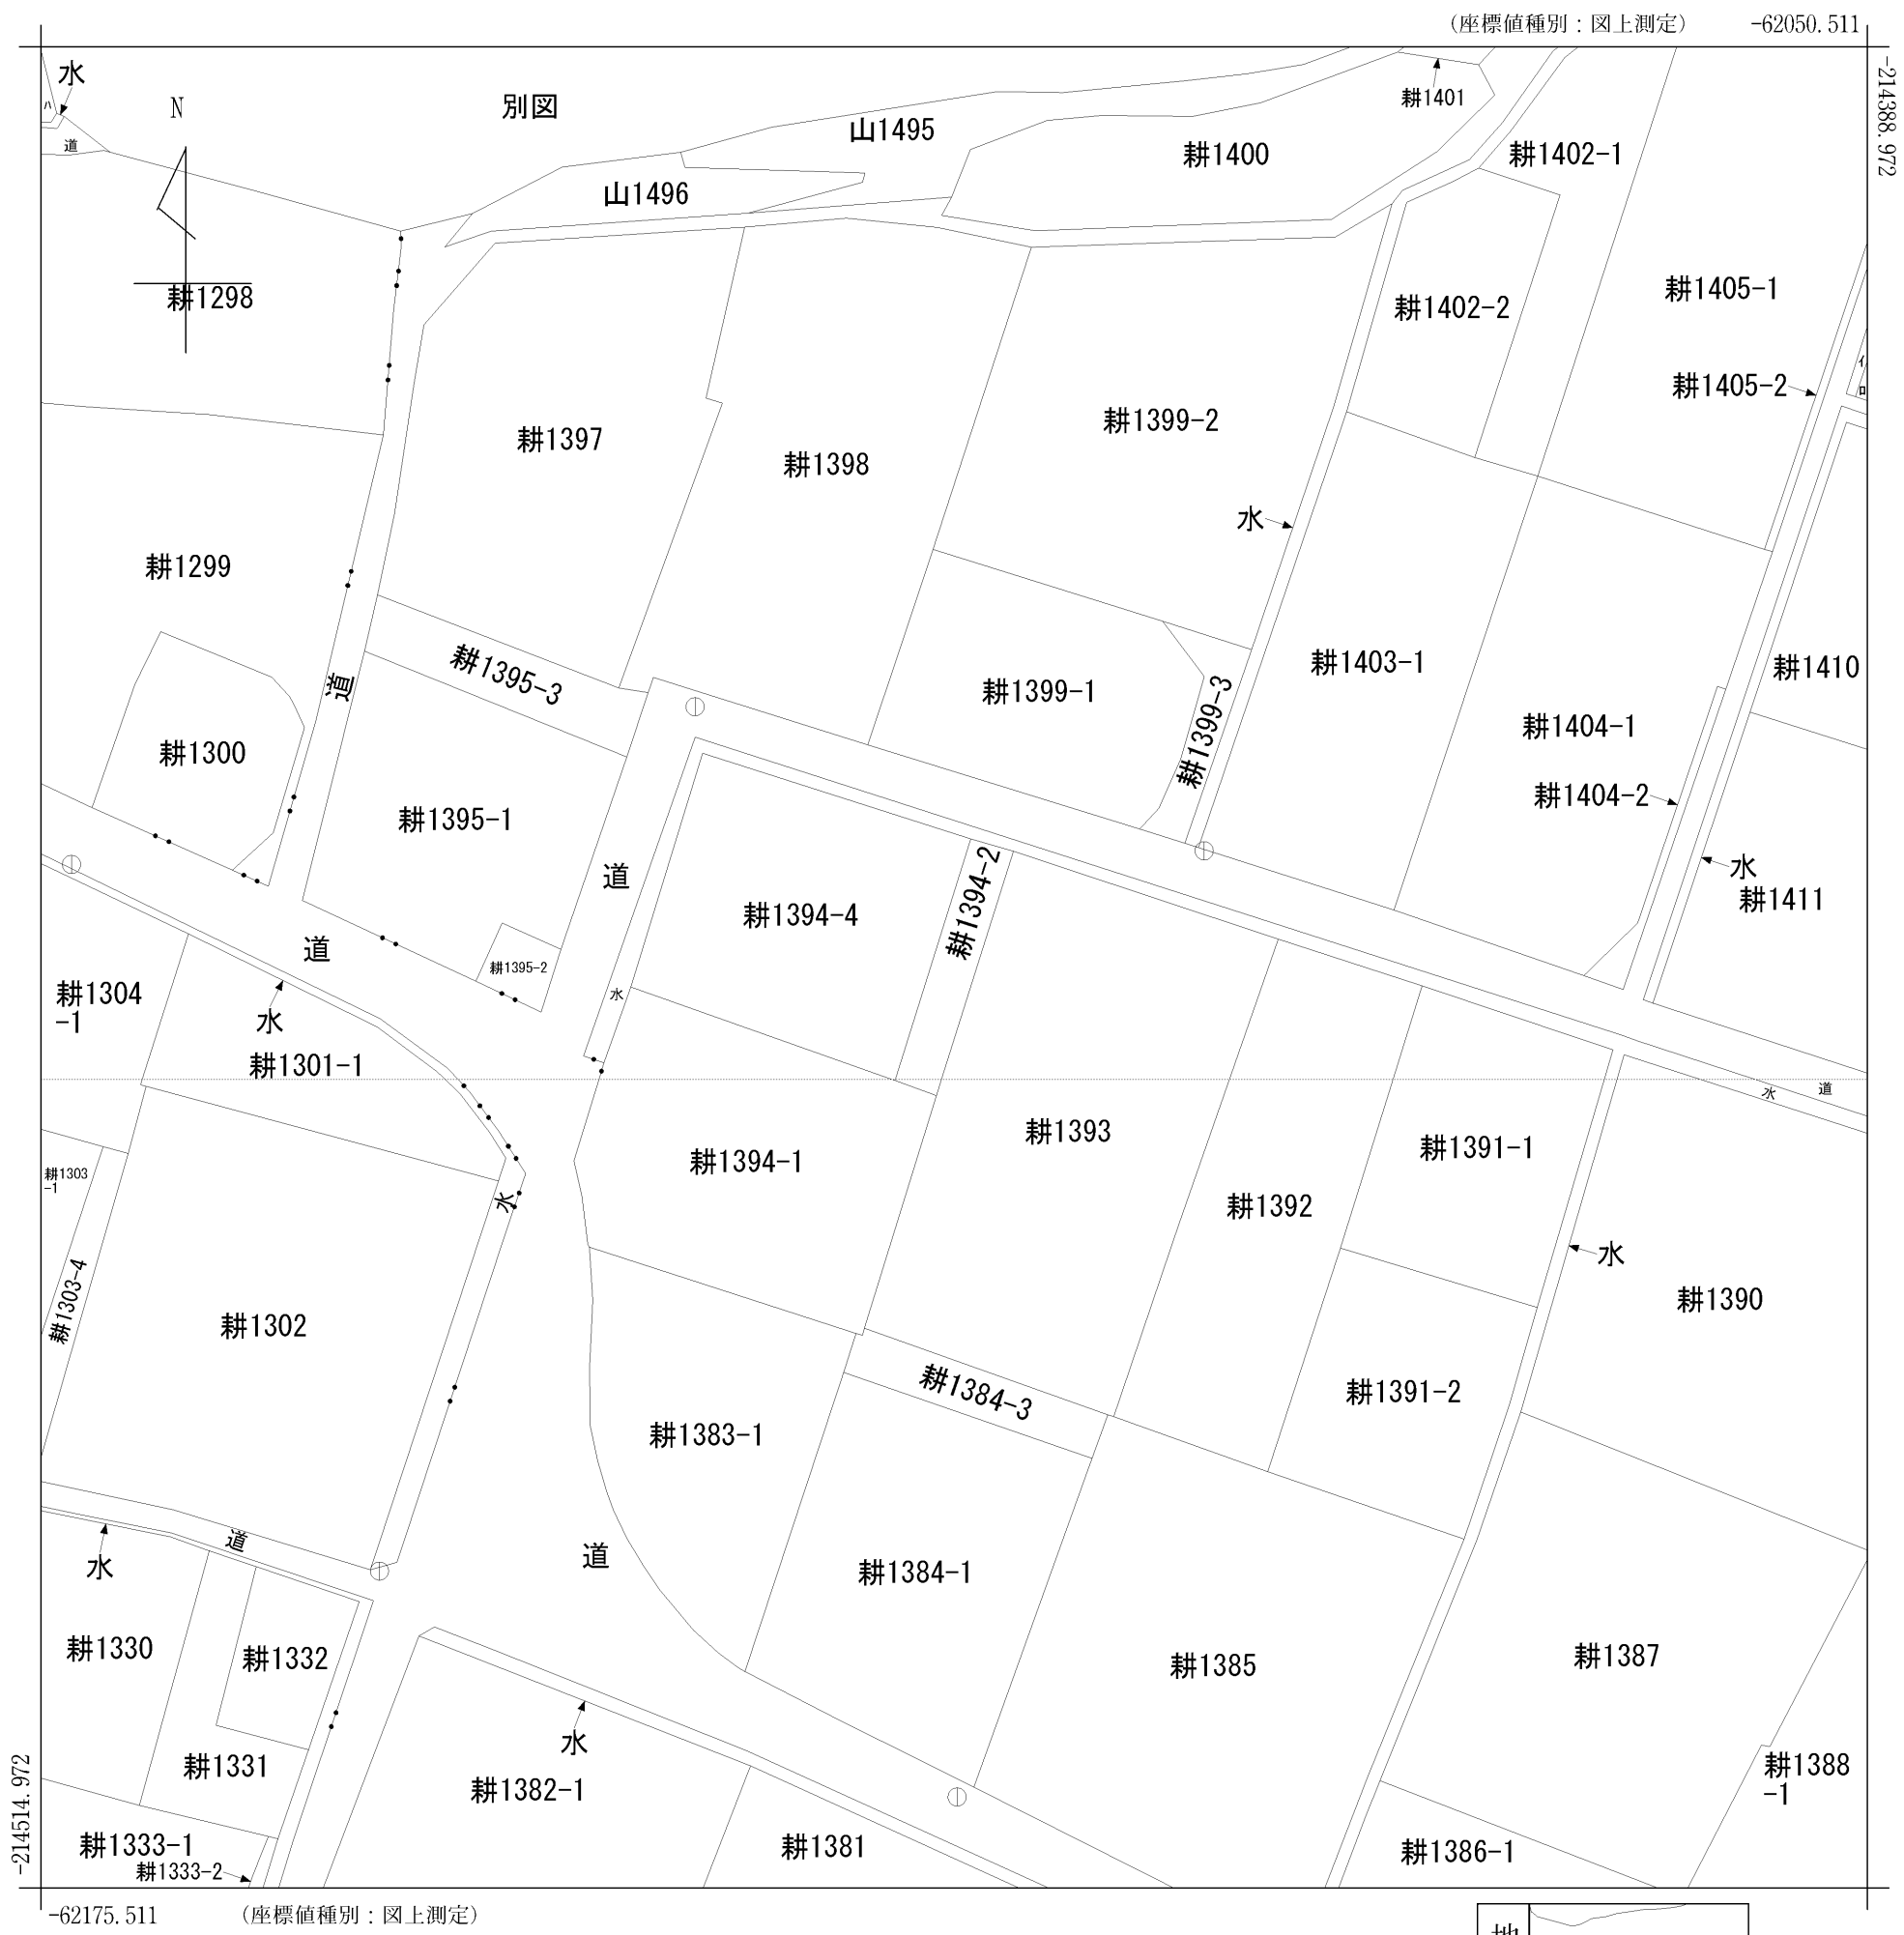 （座標値種別：図上測定）
-62050.511
-214388.972
水
ハ
道
N
別図
山1495
耕1401
耕1400
耕1402-1
山1496
耕1298
耕1405-1
耕1402-2
耕1405-2
耕1397
耕1398
耕1399-2
水
耕1299
耕1395-3
道
耕1399-1
耕1399-3
耕1403-1
耕1410
耕1404-1
耕1300
耕1404-2
耕1395-1
水
耕1411
道
耕1394-4
耕1394-2
道
耕1395-2
水
耕1304
-1
水
耕1301-1
水
道
耕1393
耕1391-1
耕1394-1
耕1303
-1
水
耕1392
水
耕1303-4
耕1302
耕1390
耕1384-3
耕1391-2
耕1383-1
道
水
道
耕1384-1
耕1330
耕1332
耕1385
耕1387
水
耕1331
耕1382-1
耕1388
-1
耕1333-1
耕1381
耕1386-1
耕1333-2
-214514.972
-62175.511
（座標値種別：図上測定）
地